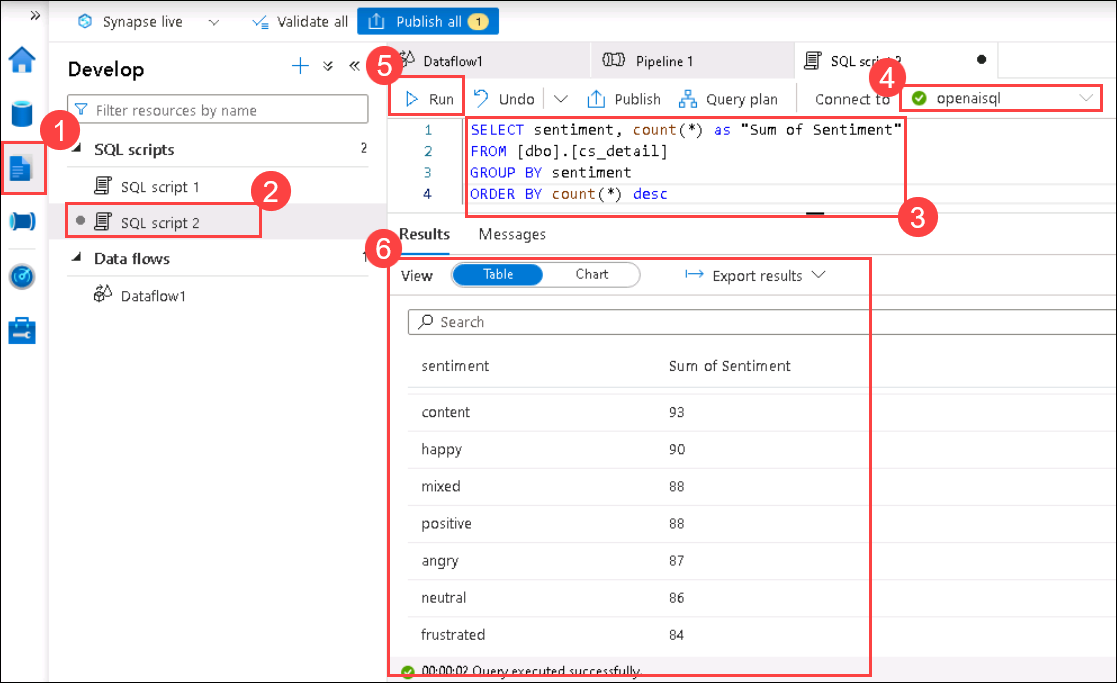 Synapse live
Validate all
Publish all 1
Develop
Filter resources by name
1
SQL scripts 2
SQL script 1
2
SQL script 2
Data flows 1
Dataflow1
5
Dataflow1
Pipeline 1
SQL script 2
4
Run
Undo
Publish
Query plan
Connect to
openaisql
1 SELECT sentiment, count(*) as "Sum of Sentiment"
2 FROM [dbo].[cs_detail]
3 GROUP BY sentiment
4 ORDER BY count(*) desc
3
Results Messages
6
View Table Chart Export results
Search
sentiment Sum of Sentiment
content 93
happy 90
mixed 88
positive 88
angry 87
neutral 86
frustrated 84
00:00:02 Query executed successfully.